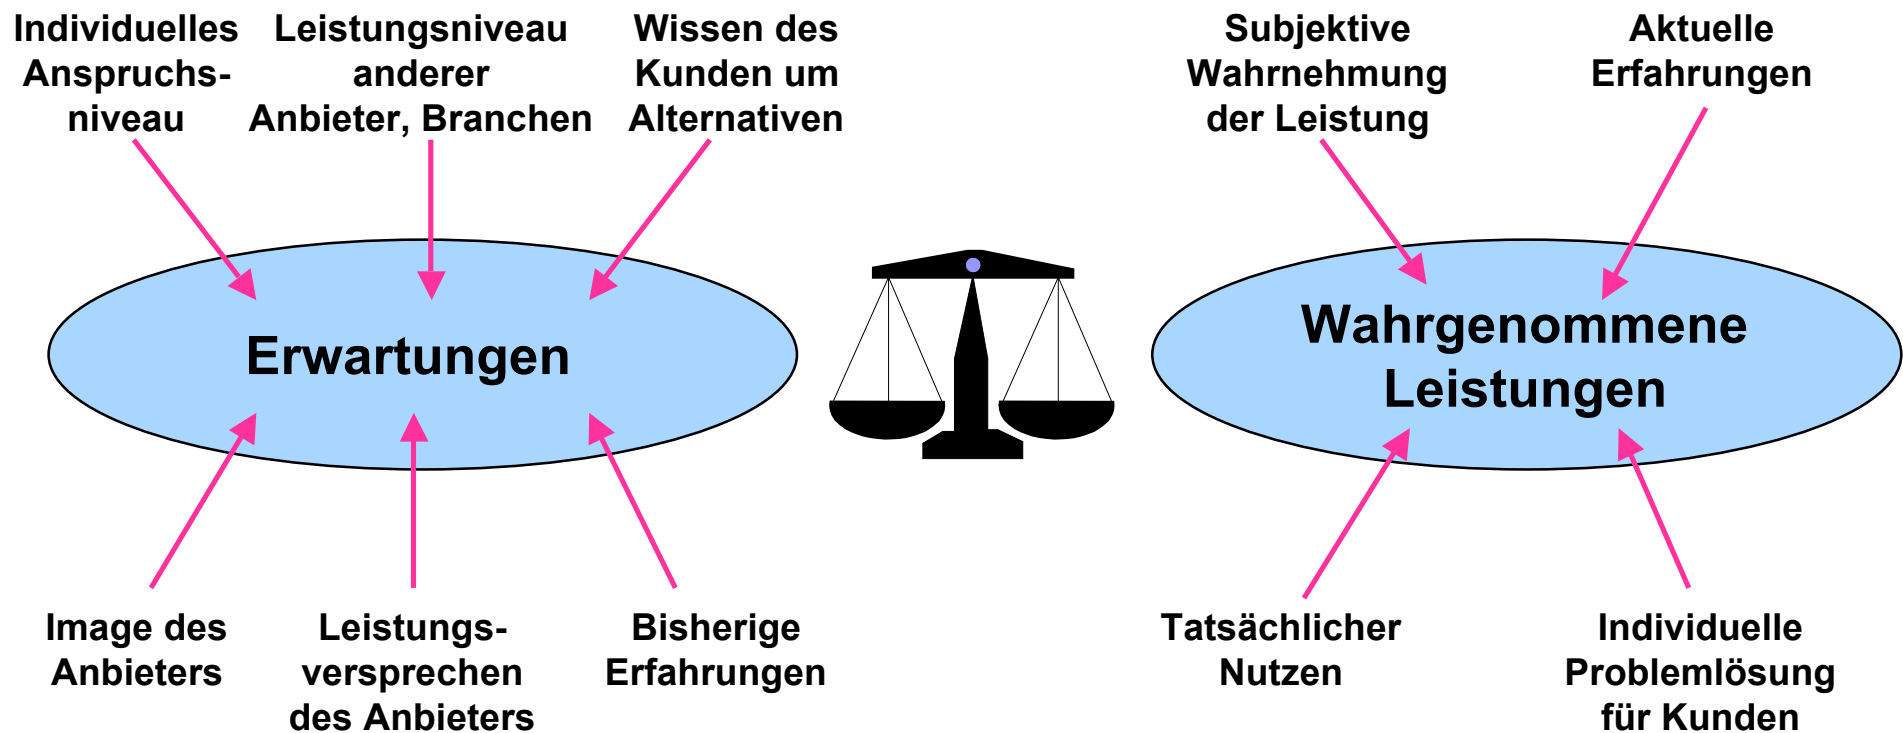 Individuelles
Anspruchs-
niveau
Leistungsniveau
anderer
Anbieter, Branchen
Wissen des
Kunden um
Alternativen
Subjektive
Wahrnehmung
der Leistung
Aktuelle
Erfahrungen
Erwartungen
Wahrgenommene
Leistungen
Image des
Anbieters
Leistungs-
versprechen
des Anbieters
Bisherige
Erfahrungen
Tatsächlicher
Nutzen
Individuelle
Problemlösung
für Kunden